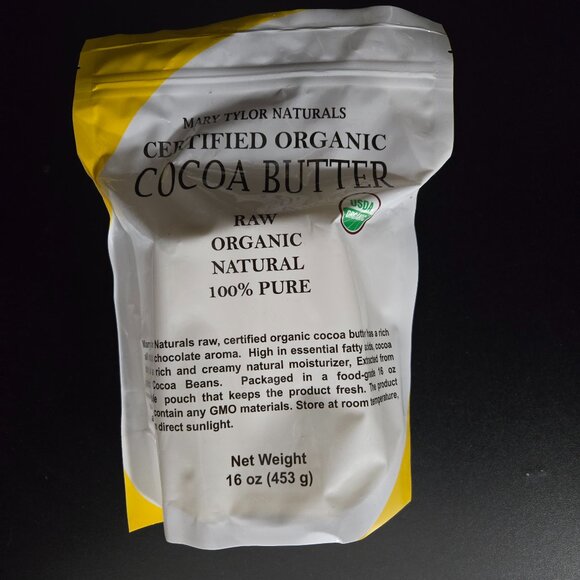 MARY TYLOR NATURALS
CERTIFIED ORGANIC
COCOA BUTTER
USDA
ORGANIC
RAW
ORGANIC
NATURAL
100% PURE
Naturals raw, certified organic cocoa butter has a rich
chocolate aroma. High in essential fatty acids, cocoa
rich and creamy natural moisturizer, Extracted from
Cocoa Beans. Packaged in a food-grade 16 oz
pouch that keeps the product fresh. The product
contain any GMO materials. Store at room temperature,
direct sunlight.
Net Weight
16 oz (453 g)